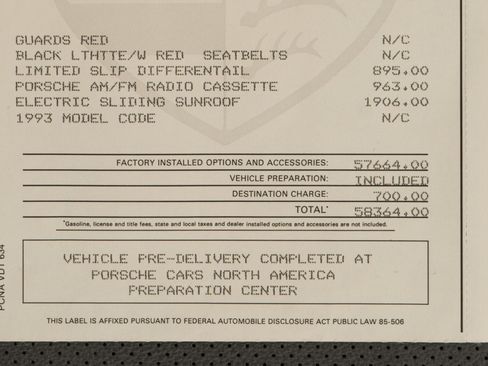 GUARDS RED N/C
BLACK LTHTTE/W RED SEATBELTS N/C
LIMITED SLIP DIFFERENTAIL 895.00
PORSCHE AM/FM RADIO CASSETTE 963.00
ELECTRIC SLIDING SUNROOF 1906.00
1993 MODEL CODE N/C
FACTORY INSTALLED OPTIONS AND ACCESSORIES: 57664.00
VEHICLE PREPARATION: INCLUDED
DESTINATION CHARGE: 700.00
TOTAL* 58364.00
*Gasoline, license and title fees, state and local taxes and dealer installed options and accessories are not included.
VEHICLE PRE-DELIVERY COMPLETED AT
PORSCHE CARS NORTH AMERICA
PREPARATION CENTER
THIS LABEL IS AFFIXED PURSUANT TO FEDERAL AUTOMOBILE DISCLOSURE ACT PUBLIC LAW 85-506
PCNA VDT 634